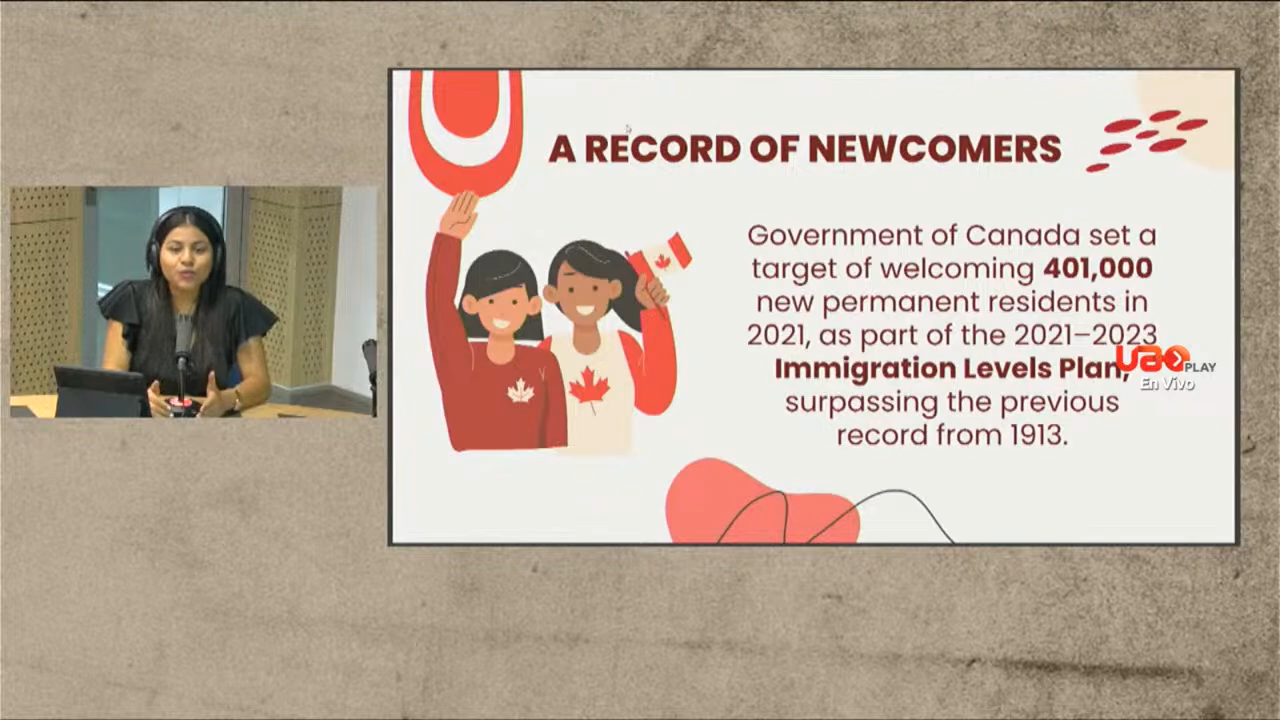 A RECORD OF NEWCOMERS
Government of Canada set a
target of welcoming 401,000
new permanent residents in
2021, as part of the 2021–2023
Immigration Levels Plan,
surpassing the previous
record from 1913.
uao PLAY
En Vivo